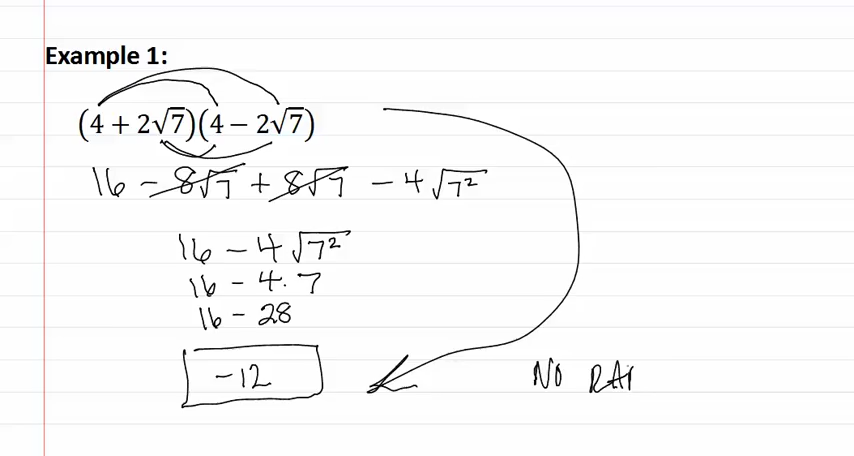 Example 1:
(4 + 2√7)(4 − 2√7)
16 − 8√7 + 8√7 − 4√7²
16 − 4√7²
16 − 4 · 7
16 − 28
−12
NO